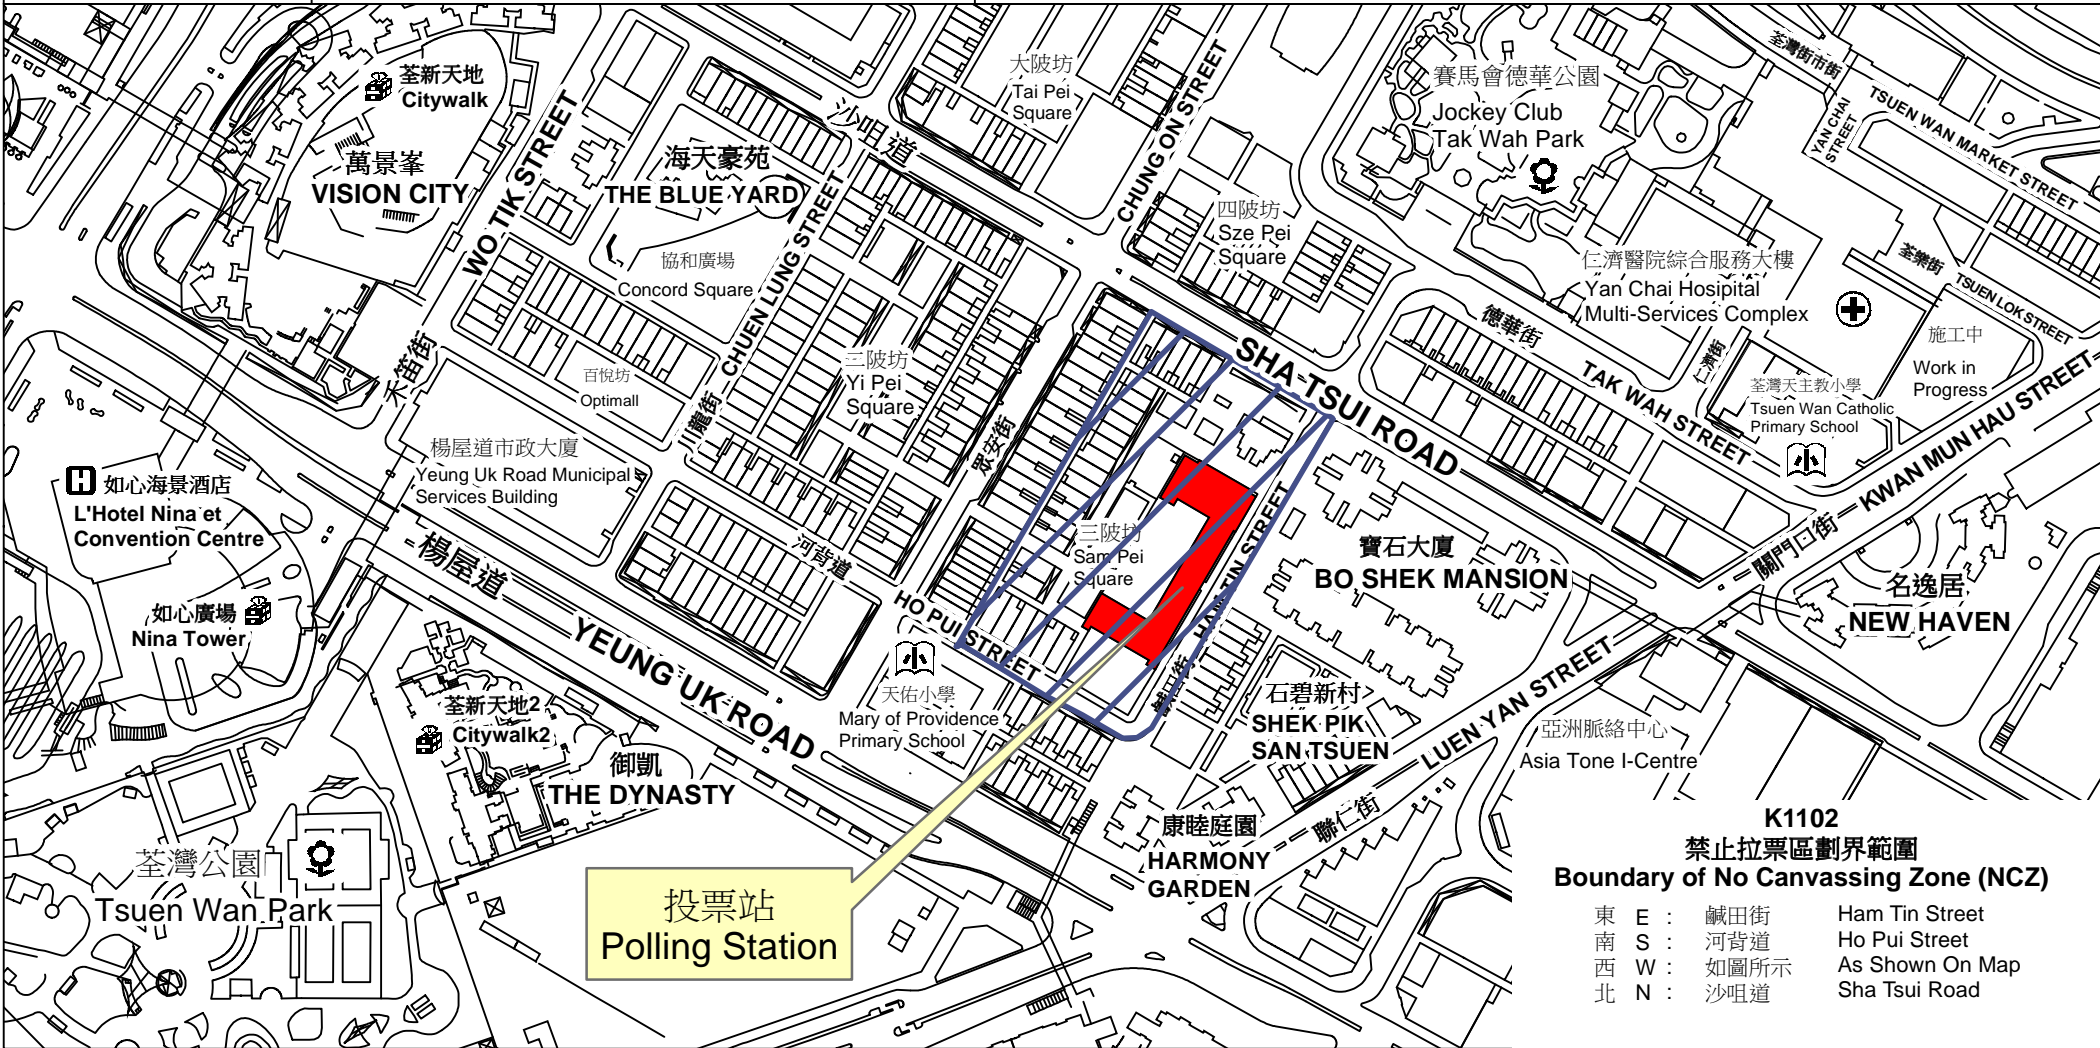 荃新天地
Citywalk
萬景峯
VISION CITY
WO TIK STREET
禾笛街
海天豪苑
THE BLUE YARD
協和廣場
Concord Square
沙咀道
大陂坊
Tai Pei
Square
CHUNG ON STREET
眾安街
四陂坊
Sze Pei
Square
賽馬會德華公園
Jockey Club
Tak Wah Park
荃灣街市街
TSUEN WAN MARKET STREET
YAN CHAI
STREET
仁濟街
仁濟醫院綜合服務大樓
Yan Chai Hosipital
Multi-Services Complex
荃樂街
TSUEN LOK STREET
施工中
Work in
Progress
德華街
TAK WAH STREET
荃灣天主教小學
Tsuen Wan Catholic
Primary School
關門口街
KWAN MUN HAU STREET
百悅坊
Optimall
川龍街
CHUEN LUNG STREET
二陂坊
Yi Pei
Square
SHA TSUI ROAD
楊屋道市政大廈
Yeung Uk Road Municipal
Services Building
如心海景酒店
L'Hotel Nina et
Convention Centre
如心廣場
Nina Tower
楊屋道
YEUNG UK ROAD
河背道
HO PUI STREET
三陂坊
Sam Pei
Square
HAM TIN STREET
鹹田街
寶石大廈
BO SHEK MANSION
名逸居
NEW HAVEN
天佑小學
Mary of Providence
Primary School
石碧新村
SHEK PIK
SAN TSUEN
LUEN YAN STREET
聯仁街
亞洲脈絡中心
Asia Tone I-Centre
荃新天地2
Citywalk2
御凱
THE DYNASTY
康睦庭園
HARMONY
GARDEN
荃灣公園
Tsuen Wan Park
投票站
Polling Station
K1102
禁止拉票區劃界範圍
Boundary of No Canvassing Zone (NCZ)
東 E : 鹹田街 Ham Tin Street
南 S : 河背道 Ho Pui Street
西 W : 如圖所示 As Shown On Map
北 N : 沙咀道 Sha Tsui Road